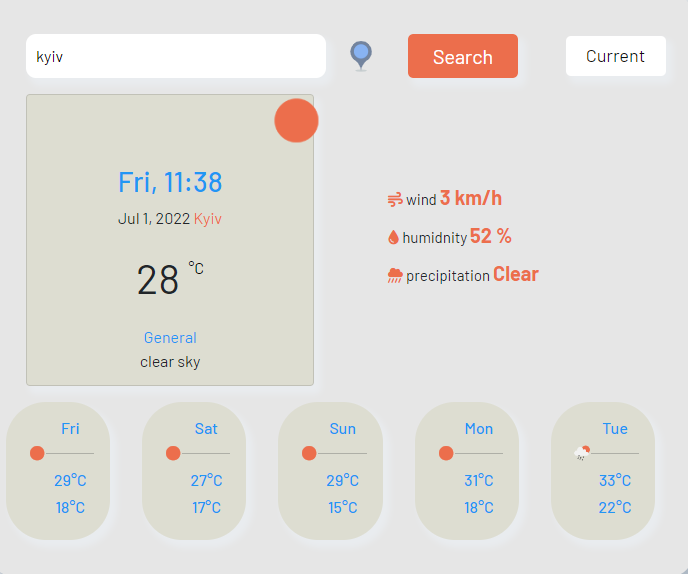 kyiv
Search
Current
Fri, 11:38
Jul 1, 2022 Kyiv
28 °C
General
clear sky
wind 3 km/h
humidnity 52 %
precipitation Clear
Fri
29°C
18°C
Sat
27°C
17°C
Sun
29°C
15°C
Mon
31°C
18°C
Tue
33°C
22°C